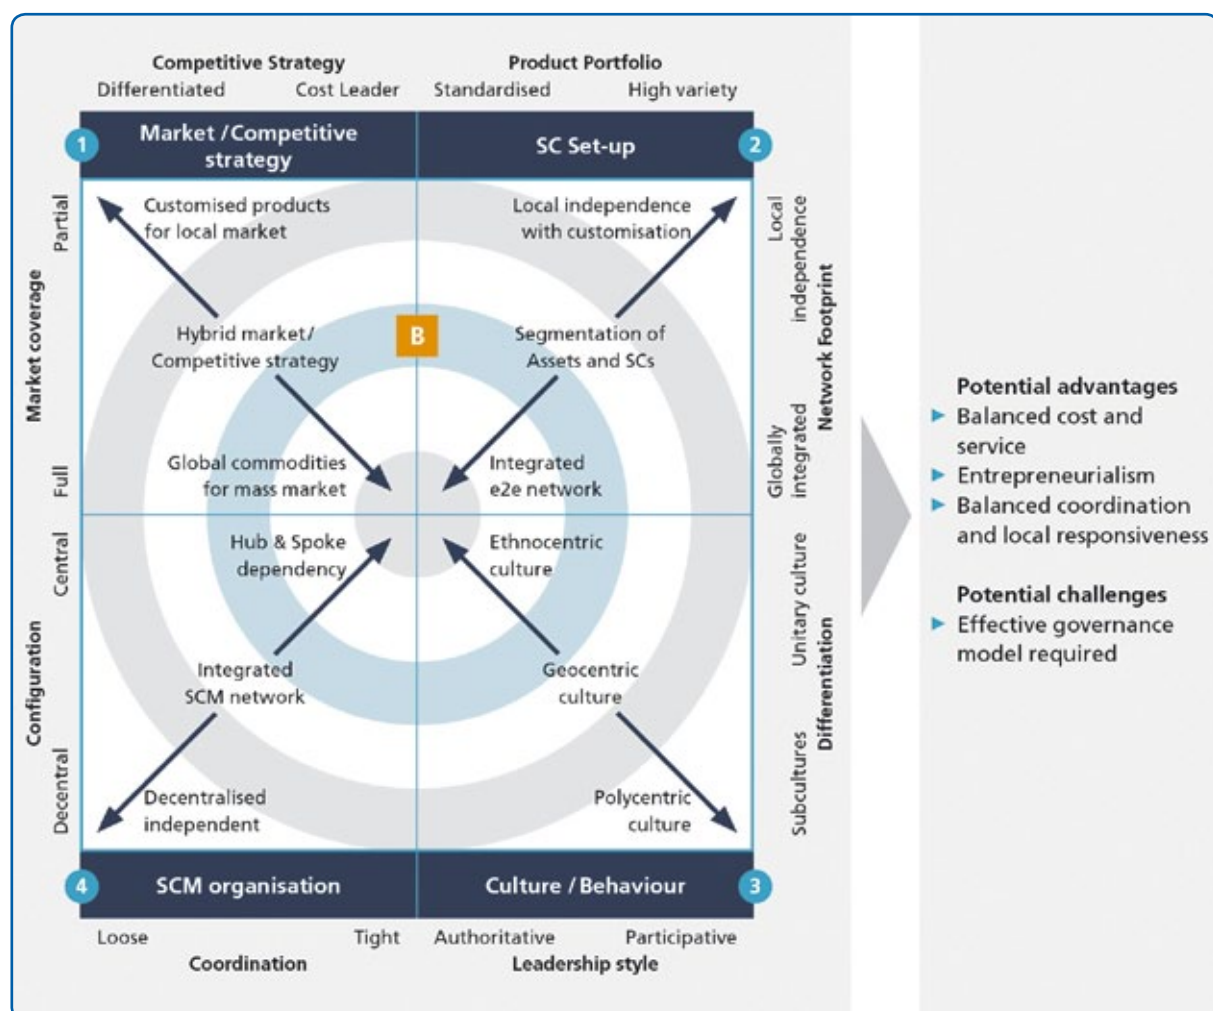 Competitive Strategy
Differentiated
Cost Leader
Product Portfolio
Standardised
High variety
1
Market / Competitive
strategy
SC Set-up
2
Market coverage
Partial
Full
Customised products
for local market
Local independence
with customisation
Hybrid market/
Competitive strategy
B
Segmentation of
Assets and SCs
Global commodities
for mass market
Integrated
e2e network
Local
independence
Globally
integrated
Network Footprint
Configuration
Central
Decentral
Hub & Spoke
dependency
Ethnocentric
culture
Integrated
SCM network
Geocentric
culture
Decentralised
independent
Polycentric
culture
Unitary culture
Subcultures
Differentiation
4
SCM organisation
Culture / Behaviour
3
Loose
Tight
Coordination
Authoritative
Participative
Leadership style
Potential advantages
Balanced cost and
service
Entrepreneurialism
Balanced coordination
and local responsiveness
Potential challenges
Effective governance
model required